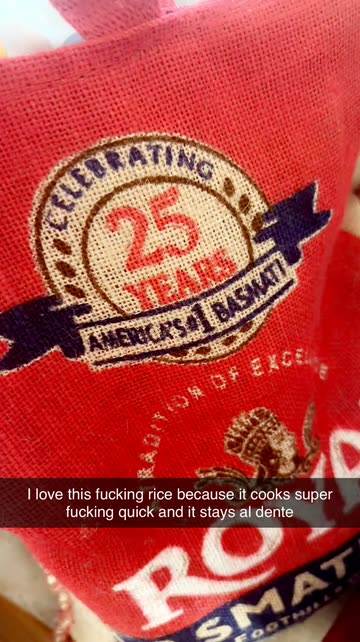 CELEBRATING
25
YEARS
AMERICA'S #1 BASMATI
TRADITION OF EXCELLE
I love this fucking rice because it cooks super
fucking quick and it stays al dente
ROYA
SMAT